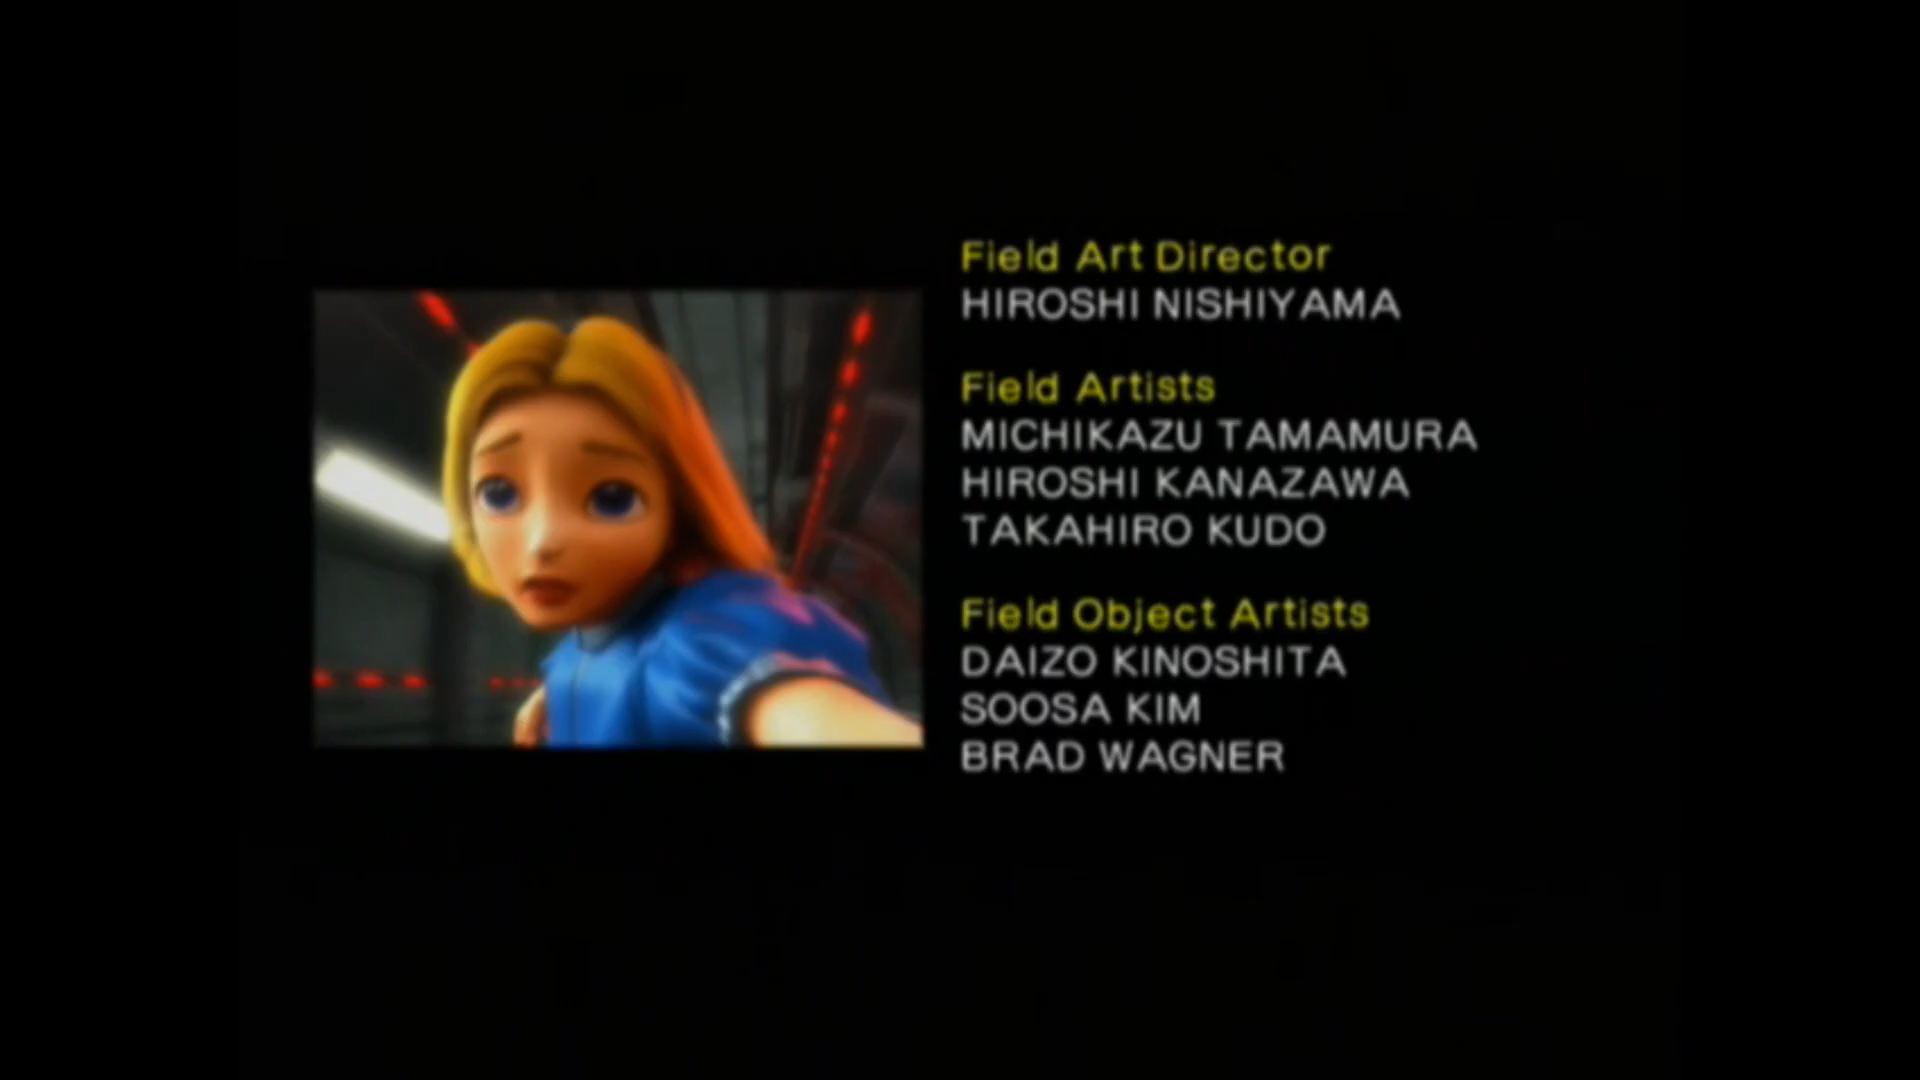 Field Art Director
HIROSHI NISHIYAMA
Field Artists
MICHIKAZU TAMAMURA
HIROSHI KANAZAWA
TAKAHIRO KUDO
Field Object Artists
DAIZO KINOSHITA
SOOSA KIM
BRAD WAGNER